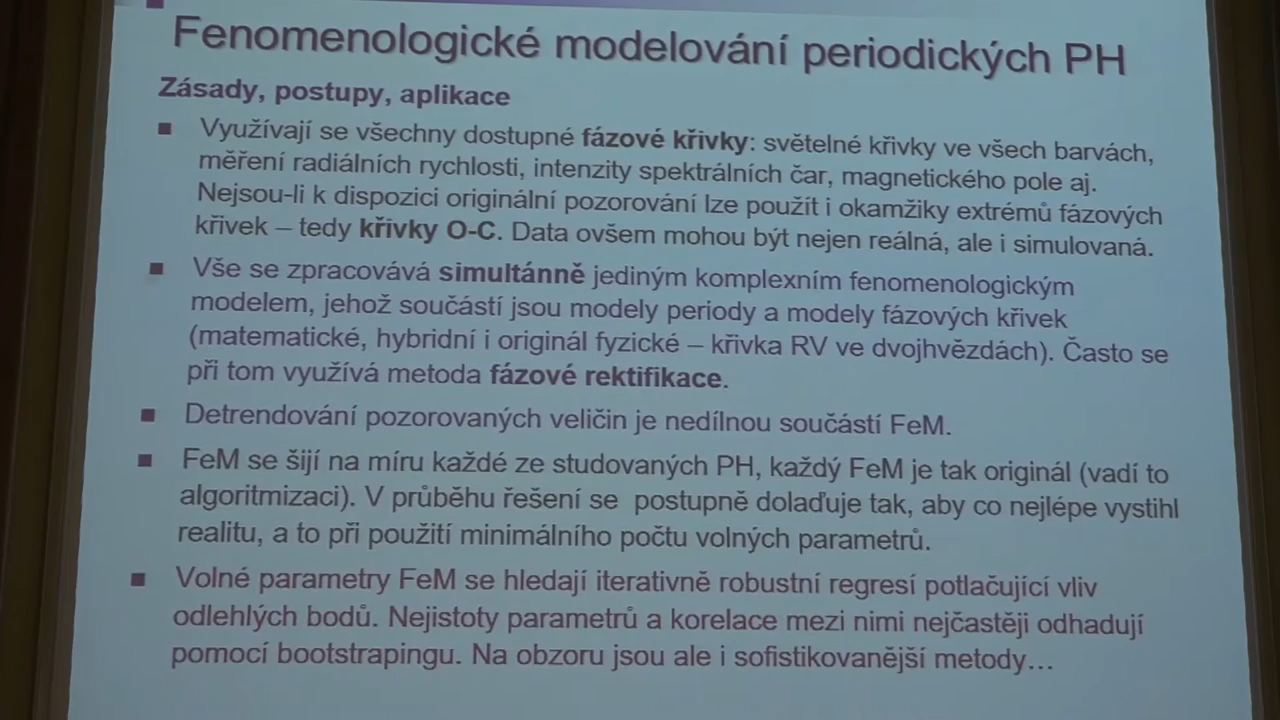 Fenomenologické modelování periodických PH
Zásady, postupy, aplikace
Využívají se všechny dostupné fázové křivky: světelné křivky ve všech barvách,
měření radiálních rychlosti, intenzity spektrálních čar, magnetického pole aj.
Nejsou-li k dispozici originální pozorování lze použít i okamžiky extrémů fázových
křivek – tedy křivky O-C. Data ovšem mohou být nejen reálná, ale i simulovaná.
Vše se zpracovává simultánně jediným komplexním fenomenologickým
modelem, jehož součástí jsou modely periody a modely fázových křivek
(matematické, hybridní i originál fyzické – křivka RV ve dvojhvězdách). Často se
při tom využívá metoda fázové rektifikace.
Detrendování pozorovaných veličin je nedílnou součástí FeM.
FeM se šijí na míru každé ze studovaných PH, každý FeM je tak originál (vadí to
algoritmizaci). V průběhu řešení se postupně dolaďuje tak, aby co nejlépe vystihl
realitu, a to při použití minimálního počtu volných parametrů.
Volné parametry FeM se hledají iterativně robustní regresí potlačující vliv
odlehlých bodů. Nejistoty parametrů a korelace mezi nimi nejčastěji odhadují
pomocí bootstrapingu. Na obzoru jsou ale i sofistikovanější metody…